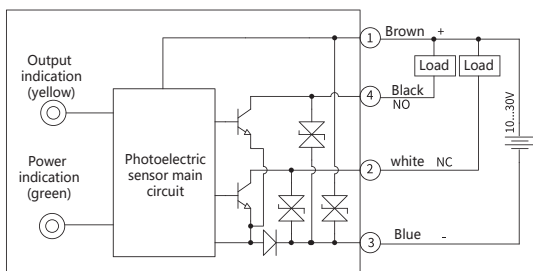 Output
indication
(yellow)
Power
indication
(green)
Photoelectric
sensor main
circuit
1 Brown +
Load Load
4 Black
NO
2 white NC
3 Blue -
10...30V